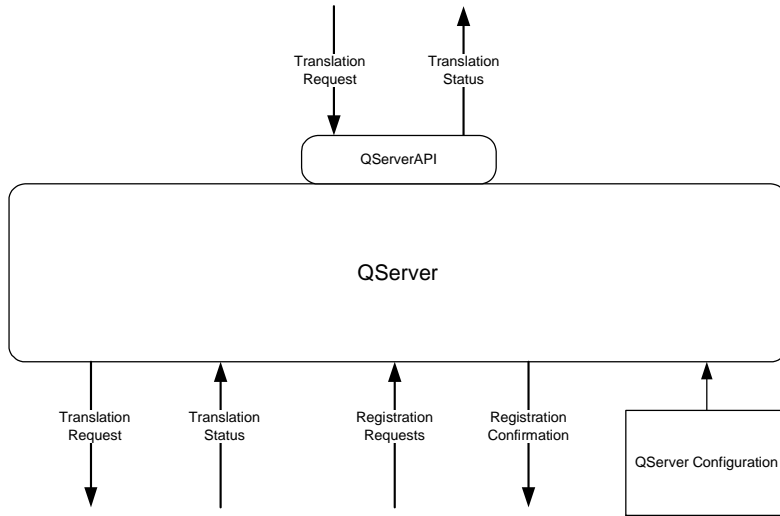 Translation
Request
Translation
Status
QServerAPI
QServer
Translation
Request
Translation
Status
Registration
Requests
Registration
Confirmation
QServer Configuration